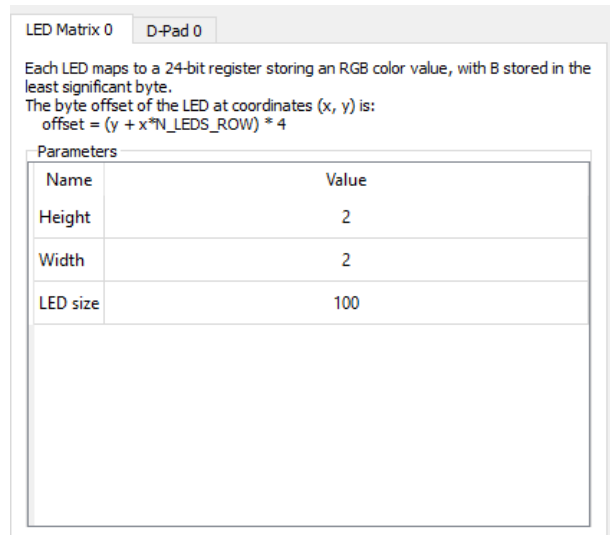 LED Matrix 0 D-Pad 0
Each LED maps to a 24-bit register storing an RGB color value, with B stored in the
least significant byte.
The byte offset of the LED at coordinates (x, y) is:
offset = (y + x*N_LEDS_ROW) * 4
Parameters
Name Value
Height 2
Width 2
LED size 100